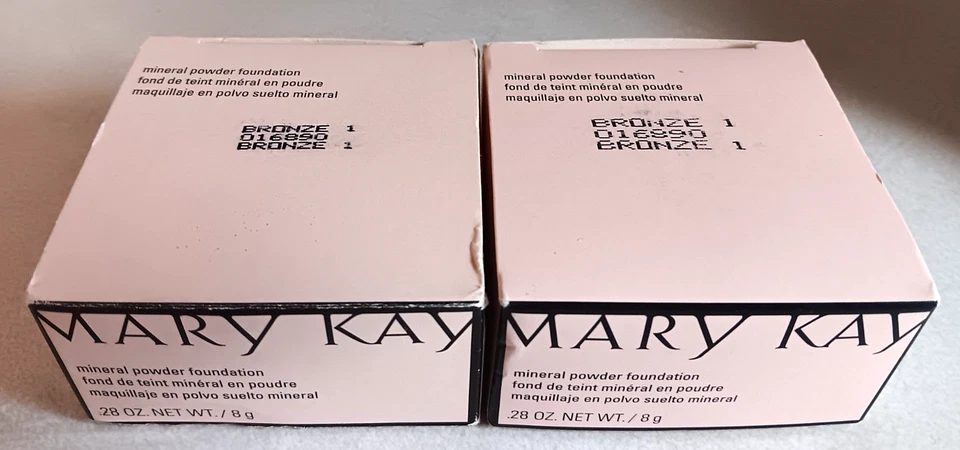 mineral powder foundation
fond de teint minéral en poudre
maquillaje en polvo suelto mineral
BRONZE 1
016890
BRONZE 1
MARY KAY
mineral powder foundation
fond de teint minéral en poudre
maquillaje en polvo suelto mineral
.28 OZ. NET WT. / 8 g
mineral powder foundation
fond de teint minéral en poudre
maquillaje en polvo suelto mineral
BRONZE 1
016890
BRONZE 1
MARY KAY
mineral powder foundation
fond de teint minéral en poudre
maquillaje en polvo suelto mineral
.28 OZ. NET WT. / 8 g